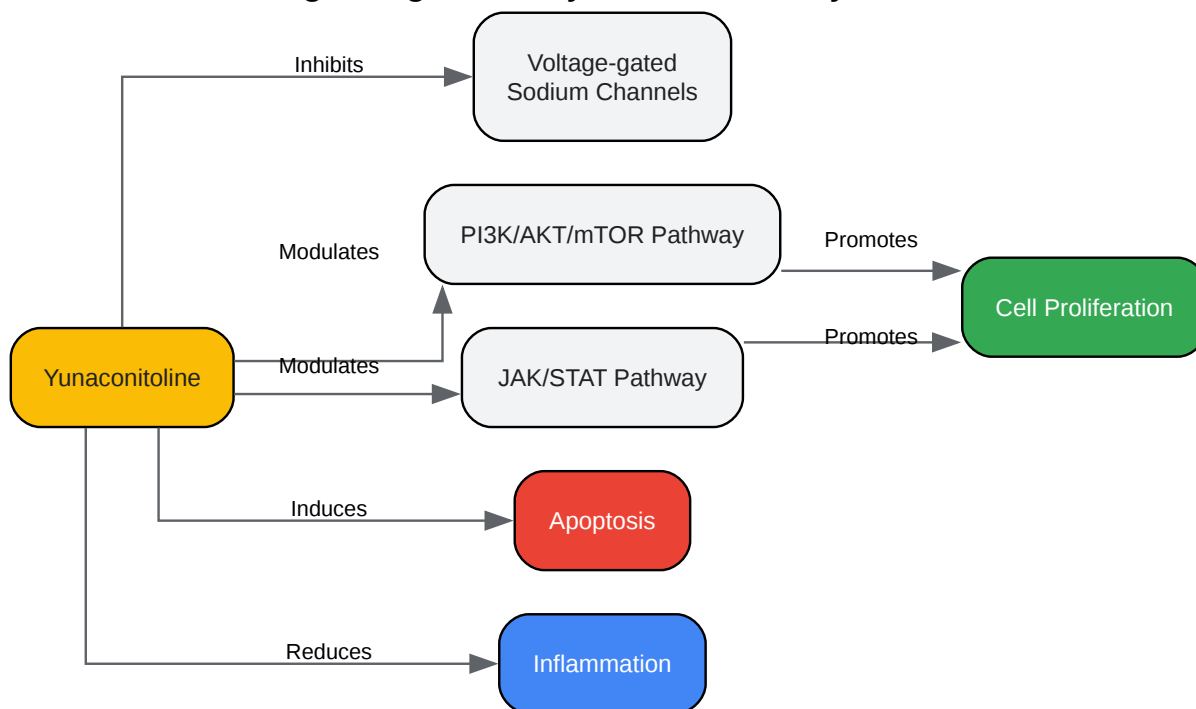 Inhibits
Voltage-gated
Sodium Channels
Modulates
PI3K/AKT/mTOR Pathway
Promotes
Cell Proliferation
Yunaconitoline
Modulates
JAK/STAT Pathway
Promotes
Induces
Apoptosis
Reduces
Inflammation